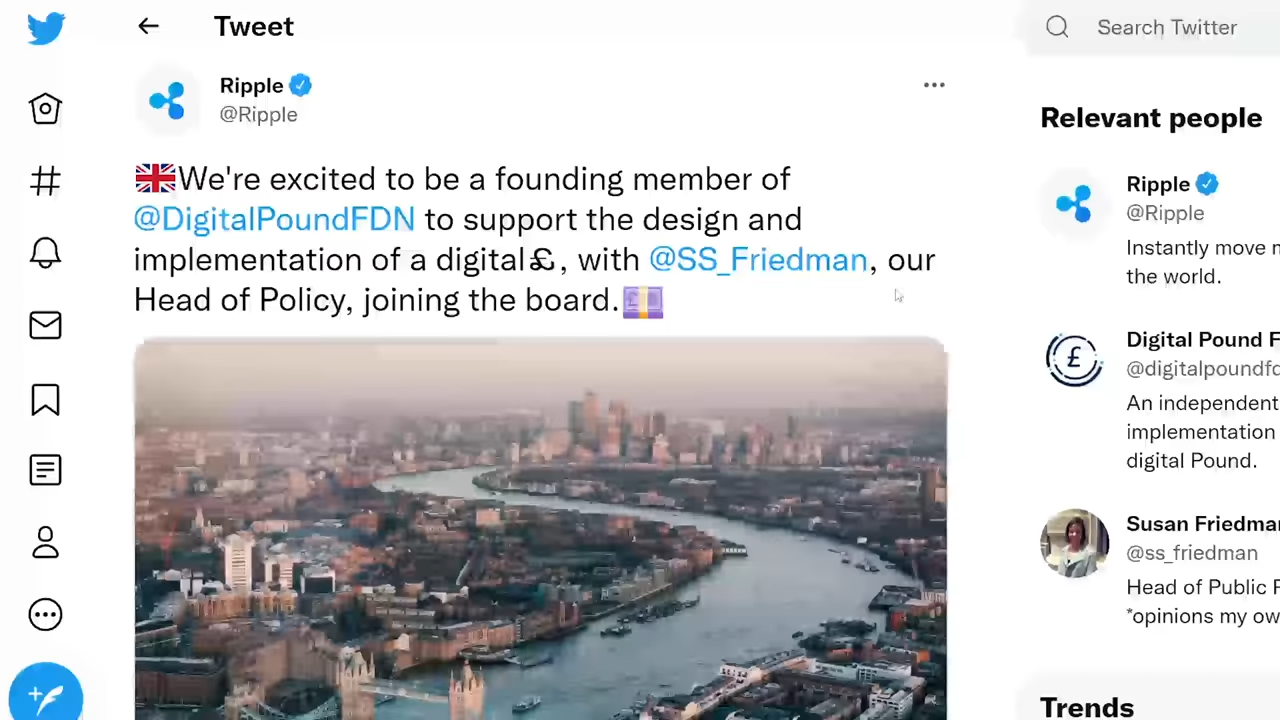 Tweet
Search Twitter
Ripple
@Ripple
🇬🇧We're excited to be a founding member of
@DigitalPoundFDN to support the design and
implementation of a digital£, with @SS_Friedman, our
Head of Policy, joining the board.💷
Relevant people
Ripple
@Ripple
Instantly move
the world.
Digital Pound
@digitalpoundfd
An independent
implementation
digital Pound.
Susan Friedman
@ss_friedman
Head of Public
*opinions my
Trends